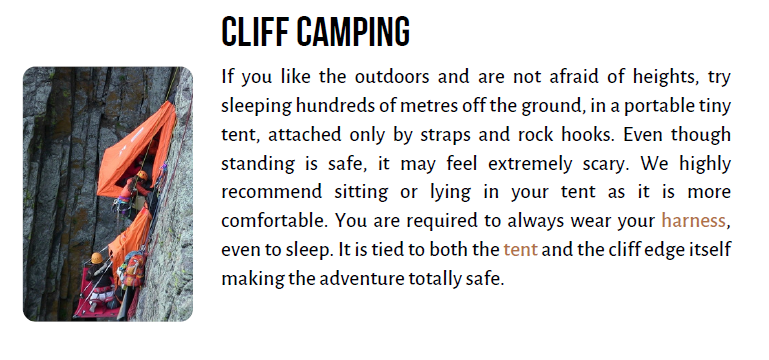 CLIFF CAMPING
If you like the outdoors and are not afraid of heights, try
sleeping hundreds of metres off the ground, in a portable tiny
tent, attached only by straps and rock hooks. Even though
standing is safe, it may feel extremely scary. We highly
recommend sitting or lying in your tent as it is more
comfortable. You are required to always wear your harness,
even to sleep. It is tied to both the tent and the cliff edge itself
making the adventure totally safe.